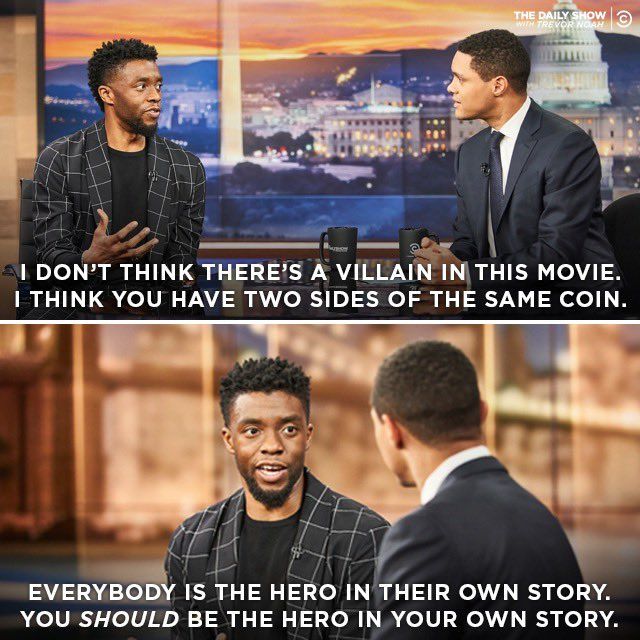 THE DAILY SHOW
WITH TREVOR NOAH
I DON'T THINK THERE'S A VILLAIN IN THIS MOVIE.
I THINK YOU HAVE TWO SIDES OF THE SAME COIN.
EVERYBODY IS THE HERO IN THEIR OWN STORY.
YOU SHOULD BE THE HERO IN YOUR OWN STORY.